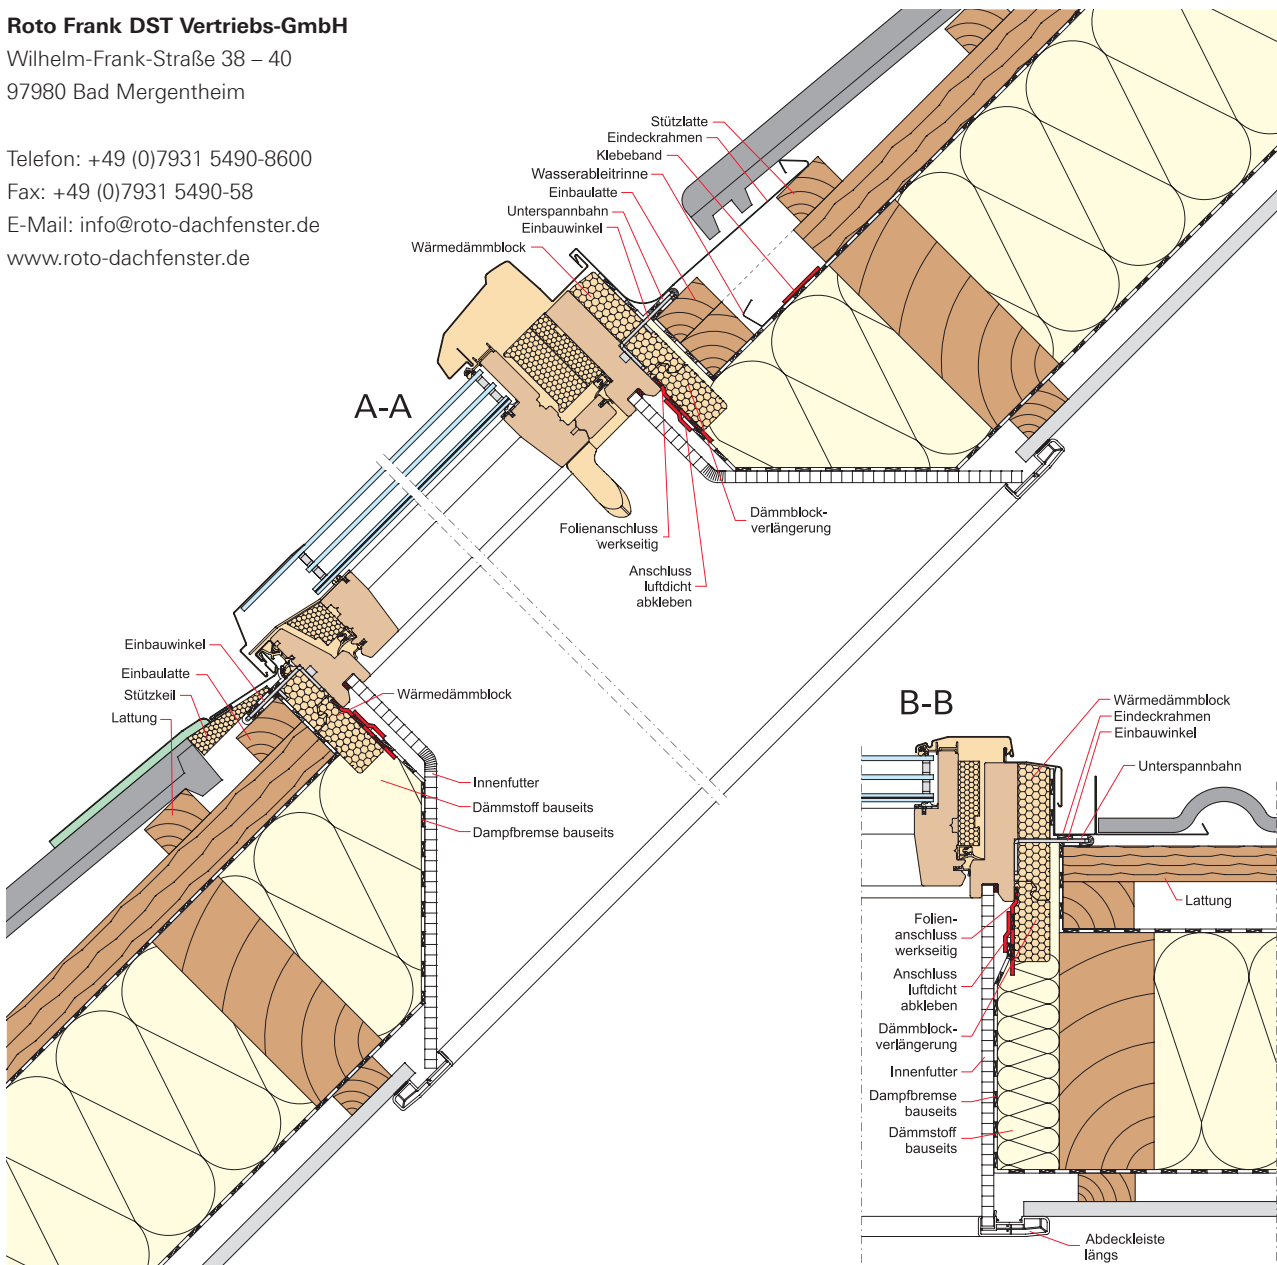 Roto Frank DST Vertriebs-GmbH
Wilhelm-Frank-Straße 38 – 40
97980 Bad Mergentheim
Telefon: +49 (0)7931 5490-8600
Fax: +49 (0)7931 5490-58
E-Mail: info@roto-dachfenster.de
www.roto-dachfenster.de
Stützlatte
Eindeckrahmen
Klebeband
Wasserableitrinne
Einbaulatte
Unterspannbahn
Einbauwinkel
Wärmedämmblock
A-A
Dämmblock-
verlängerung
Folienanschluss
werkseitig
Anschluss
luftdicht
abkleben
Einbauwinkel
Einbaulatte
Stützkeil
Lattung
Wärmedämmblock
Innenfutter
Dämmstoff bauseits
Dampfbremse bauseits
B-B
Wärmedämmblock
Eindeckrahmen
Einbauwinkel
Unterspannbahn
Lattung
Folien-
anschluss
werkseitig
Anschluss
luftdicht
abkleben
Dämmblock-
verlängerung
Innenfutter
Dampfbremse
bauseits
Dämmstoff
bauseits
Abdeckleiste
längs